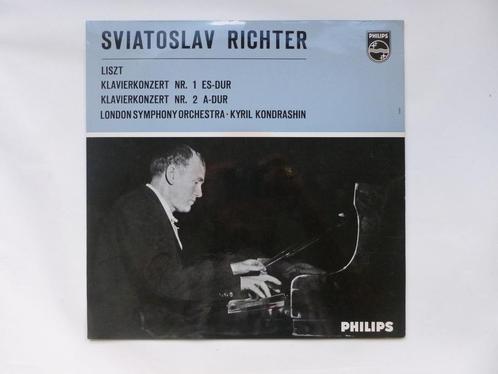 SVIATOSLAV RICHTER
PHILIPS
LISZT
KLAVIERKONZERT NR. 1 ES-DUR
KLAVIERKONZERT NR. 2 A-DUR
LONDON SYMPHONY ORCHESTRA · KYRIL KONDRASHIN
PHILIPS